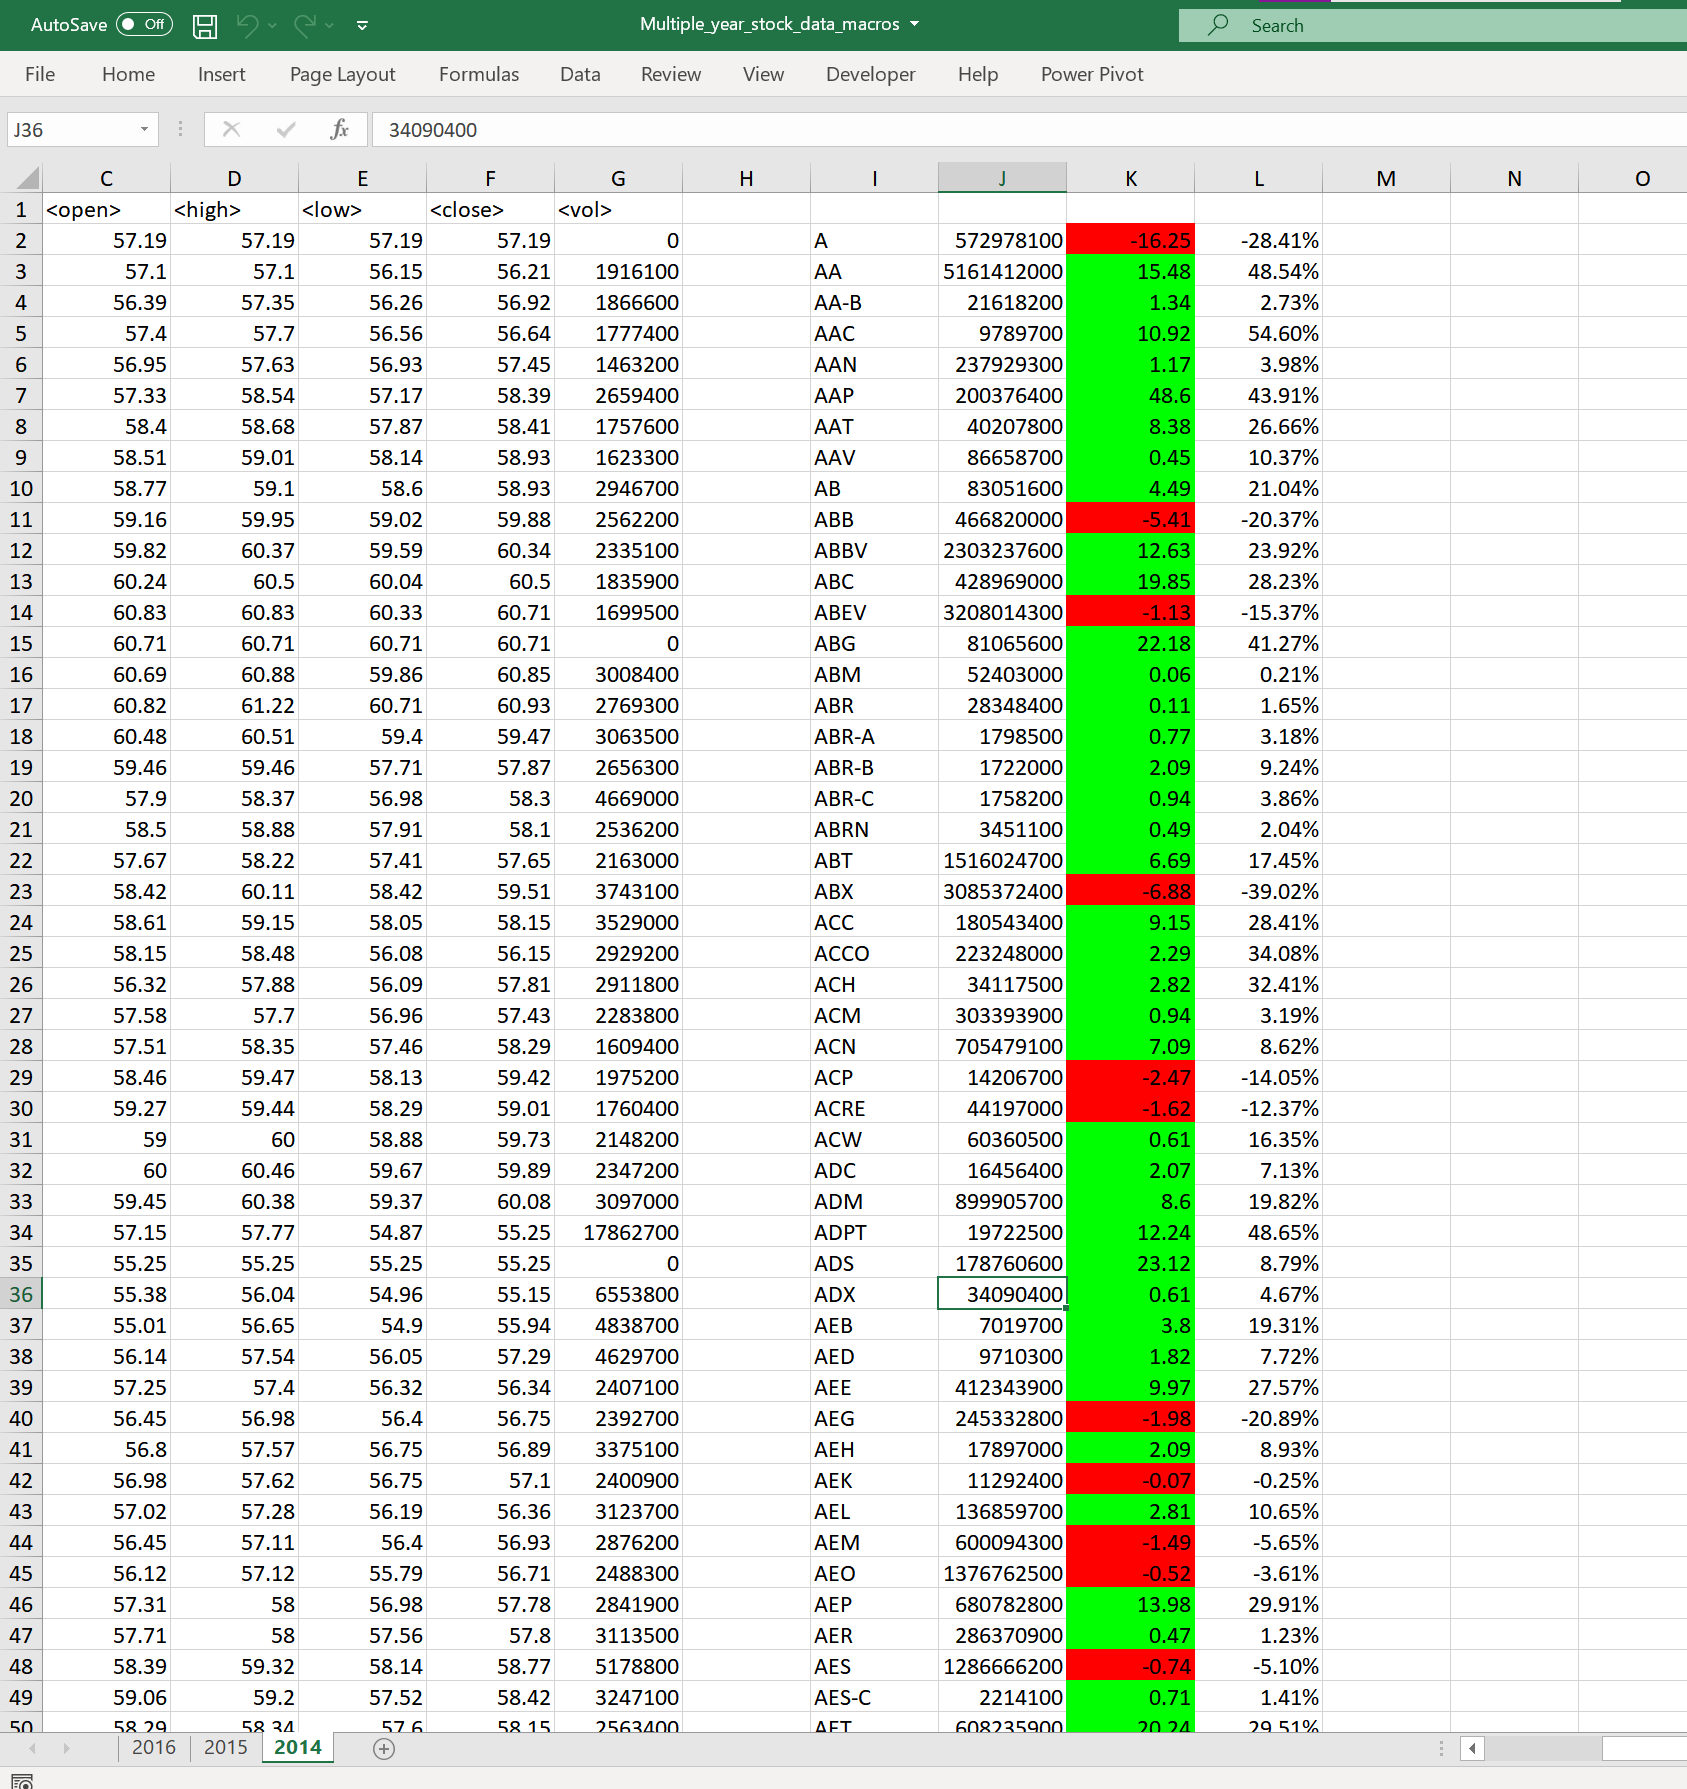 AutoSave Off Multiple_year_stock_data_macros Search
File Home Insert Page Layout Formulas Data Review View Developer Help Power Pivot
J36 fx 34090400
C D E F G H I J K L M N O
1 <open> <high> <low> <close> <vol>
2 57.19 57.19 57.19 57.19 0 A 572978100 -16.25 -28.41%
3 57.1 57.1 56.15 56.21 1916100 AA 5161412000 15.48 48.54%
4 56.39 57.35 56.26 56.92 1866600 AA-B 21618200 1.34 2.73%
5 57.4 57.7 56.56 56.64 1777400 AAC 9789700 10.92 54.60%
6 56.95 57.63 56.93 57.45 1463200 AAN 237929300 1.17 3.98%
7 57.33 58.54 57.17 58.39 2659400 AAP 200376400 48.6 43.91%
8 58.4 58.68 57.87 58.41 1757600 AAT 40207800 8.38 26.66%
9 58.51 59.01 58.14 58.93 1623300 AAV 86658700 0.45 10.37%
10 58.77 59.1 58.6 58.93 2946700 AB 83051600 4.49 21.04%
11 59.16 59.95 59.02 59.88 2562200 ABB 466820000 -5.41 -20.37%
12 59.82 60.37 59.59 60.34 2335100 ABBV 2303237600 12.63 23.92%
13 60.24 60.5 60.04 60.5 1835900 ABC 428969000 19.85 28.23%
14 60.83 60.83 60.33 60.71 1699500 ABEV 3208014300 -1.13 -15.37%
15 60.71 60.71 60.71 60.71 0 ABG 81065600 22.18 41.27%
16 60.69 60.88 59.86 60.85 3008400 ABM 52403000 0.06 0.21%
17 60.82 61.22 60.71 60.93 2769300 ABR 28348400 0.11 1.65%
18 60.48 60.51 59.4 59.47 3063500 ABR-A 1798500 0.77 3.18%
19 59.46 59.46 57.71 57.87 2656300 ABR-B 1722000 2.09 9.24%
20 57.9 58.37 56.98 58.3 4669000 ABR-C 1758200 0.94 3.86%
21 58.5 58.88 57.91 58.1 2536200 ABRN 3451100 0.49 2.04%
22 57.67 58.22 57.41 57.65 2163000 ABT 1516024700 6.69 17.45%
23 58.42 60.11 58.42 59.51 3743100 ABX 3085372400 -6.88 -39.02%
24 58.61 59.15 58.05 58.15 3529000 ACC 180543400 9.15 28.41%
25 58.15 58.48 56.08 56.15 2929200 ACCO 223248000 2.29 34.08%
26 56.32 57.88 56.09 57.81 2911800 ACH 34117500 2.82 32.41%
27 57.58 57.7 56.96 57.43 2283800 ACM 303393900 0.94 3.19%
28 57.51 58.35 57.46 58.29 1609400 ACN 705479100 7.09 8.62%
29 58.46 59.47 58.13 59.42 1975200 ACP 14206700 -2.47 -14.05%
30 59.27 59.44 58.29 59.01 1760400 ACRE 44197000 -1.62 -12.37%
31 59 60 58.88 59.73 2148200 ACW 60360500 0.61 16.35%
32 60 60.46 59.67 59.89 2347200 ADC 16456400 2.07 7.13%
33 59.45 60.38 59.37 60.08 3097000 ADM 899905700 8.6 19.82%
34 57.15 57.77 54.87 55.25 17862700 ADPT 19722500 12.24 48.65%
35 55.25 55.25 55.25 55.25 0 ADS 178760600 23.12 8.79%
36 55.38 56.04 54.96 55.15 6553800 ADX 34090400 0.61 4.67%
37 55.01 56.65 54.9 55.94 4838700 AEB 7019700 3.8 19.31%
38 56.14 57.54 56.05 57.29 4629700 AED 9710300 1.82 7.72%
39 57.25 57.4 56.32 56.34 2407100 AEE 412343900 9.97 27.57%
40 56.45 56.98 56.4 56.75 2392700 AEG 245332800 -1.98 -20.89%
41 56.8 57.57 56.75 56.89 3375100 AEH 17897000 2.09 8.93%
42 56.98 57.62 56.75 57.1 2400900 AEK 11292400 -0.07 -0.25%
43 57.02 57.28 56.19 56.36 3123700 AEL 136859700 2.81 10.65%
44 56.45 57.11 56.4 56.93 2876200 AEM 600094300 -1.49 -5.65%
45 56.12 57.12 55.79 56.71 2488300 AEO 1376762500 -0.52 -3.61%
46 57.31 58 56.98 57.78 2841900 AEP 680782800 13.98 29.91%
47 57.71 58 57.56 57.8 3113500 AER 286370900 0.47 1.23%
48 58.39 59.32 58.14 58.77 5178800 AES 1286666200 -0.74 -5.10%
49 59.06 59.2 57.52 58.42 3247100 AES-C 2214100 0.71 1.41%
50 58.29 58.34 57.6 58.15 2563400 AET 608235900 20.24 29.51%
2016 2015 2014